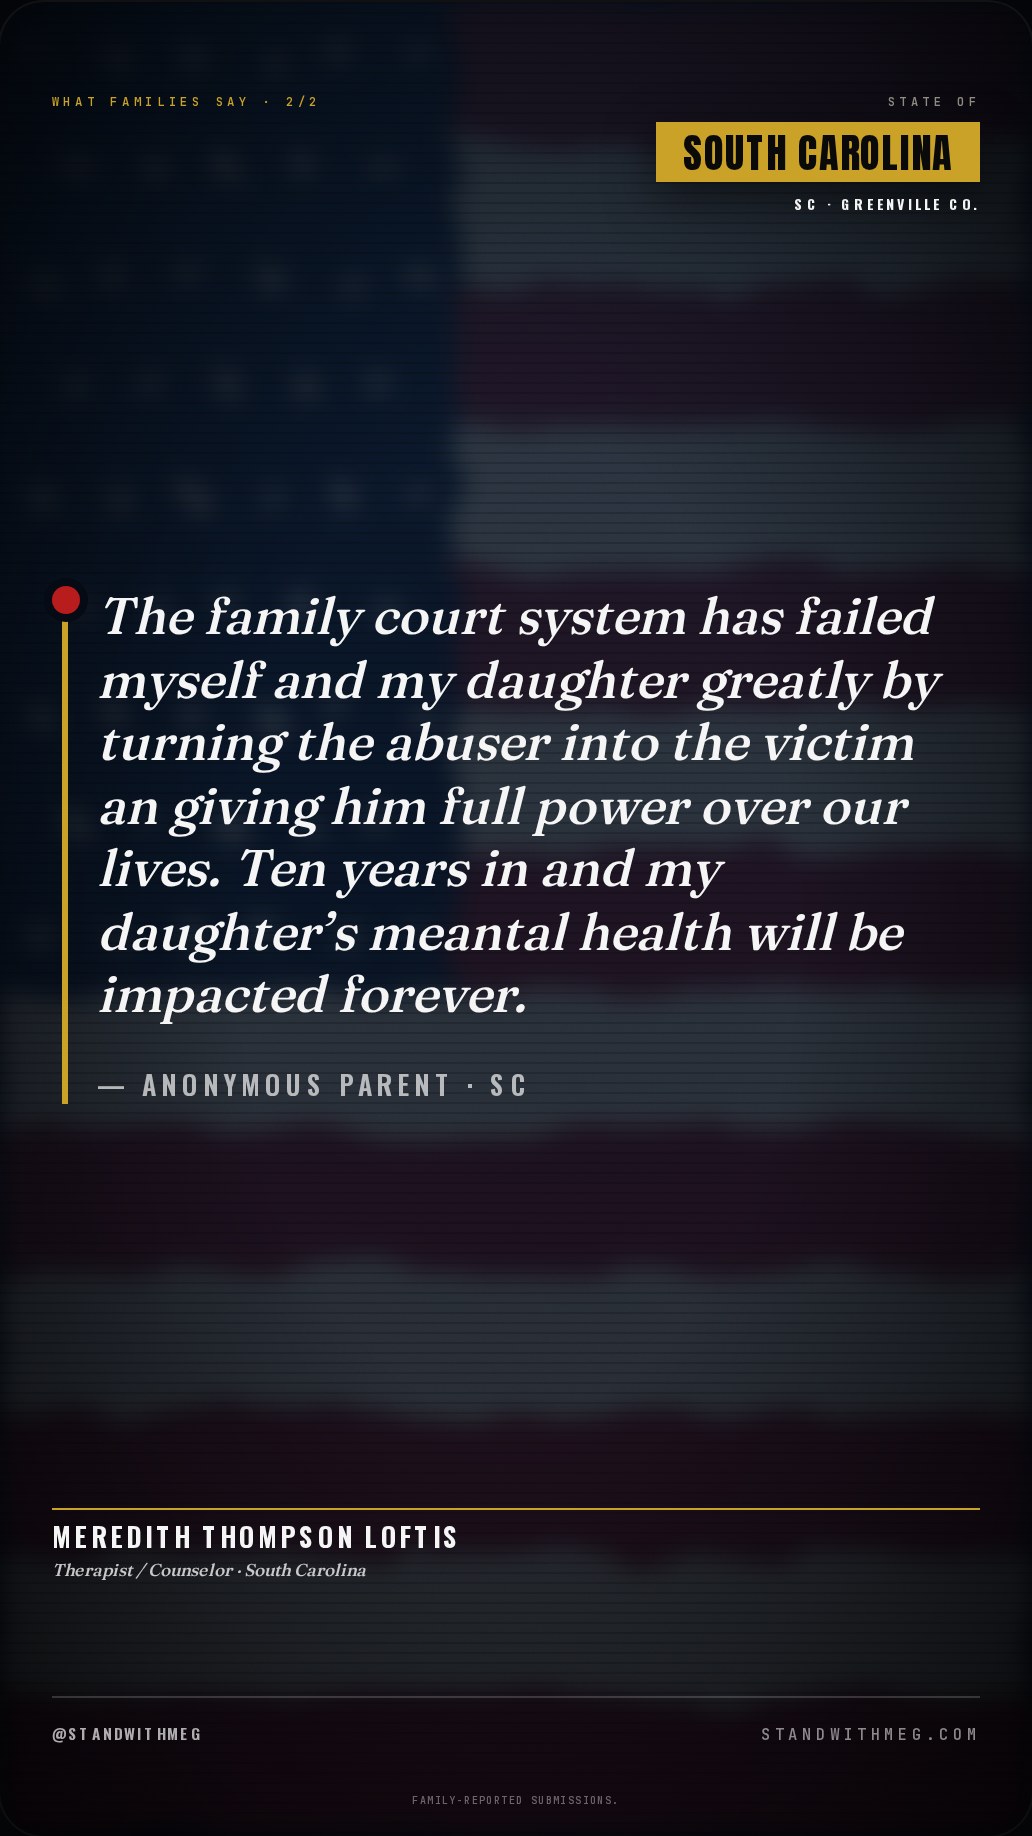 WHAT FAMILIES SAY · 2/2
STATE OF
SOUTH CAROLINA
SC · GREENVILLE CO.
The family court system has failed
myself and my daughter greatly by
turning the abuser into the victim
an giving him full power over our
lives. Ten years in and my
daughter’s meantal health will be
impacted forever.
— ANONYMOUS PARENT · SC
MEREDITH THOMPSON LOFTIS
Therapist / Counselor · South Carolina
@STANDWITHMEG
STANDWITHMEG.COM
FAMILY-REPORTED SUBMISSIONS.